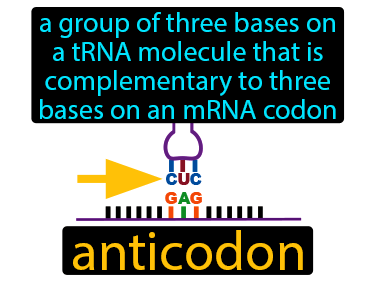 a group of three bases on
a tRNA molecule that is
complementary to three
bases on an mRNA codon
CUC
GAG
anticodon